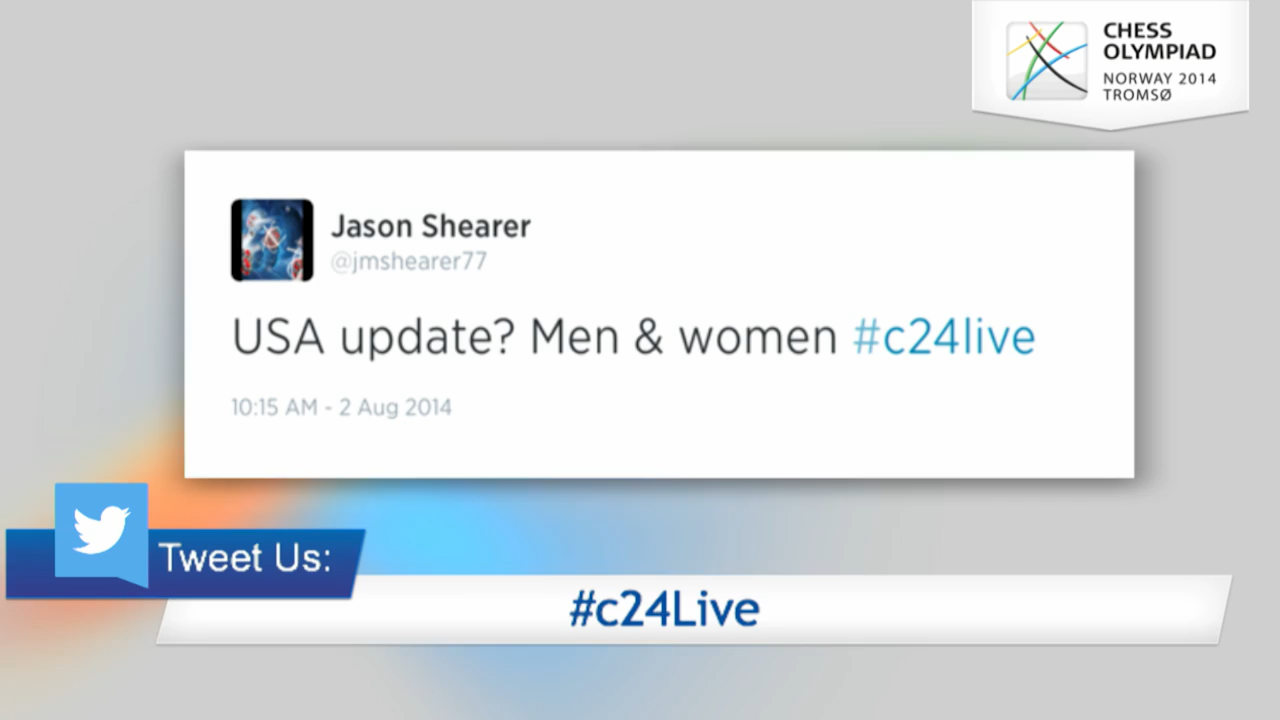 CHESS
OLYMPIAD
NORWAY 2014
TROMSØ
Jason Shearer
@jmshearer77
USA update? Men & women #c24live
10:15 AM - 2 Aug 2014
Tweet Us:
#c24Live